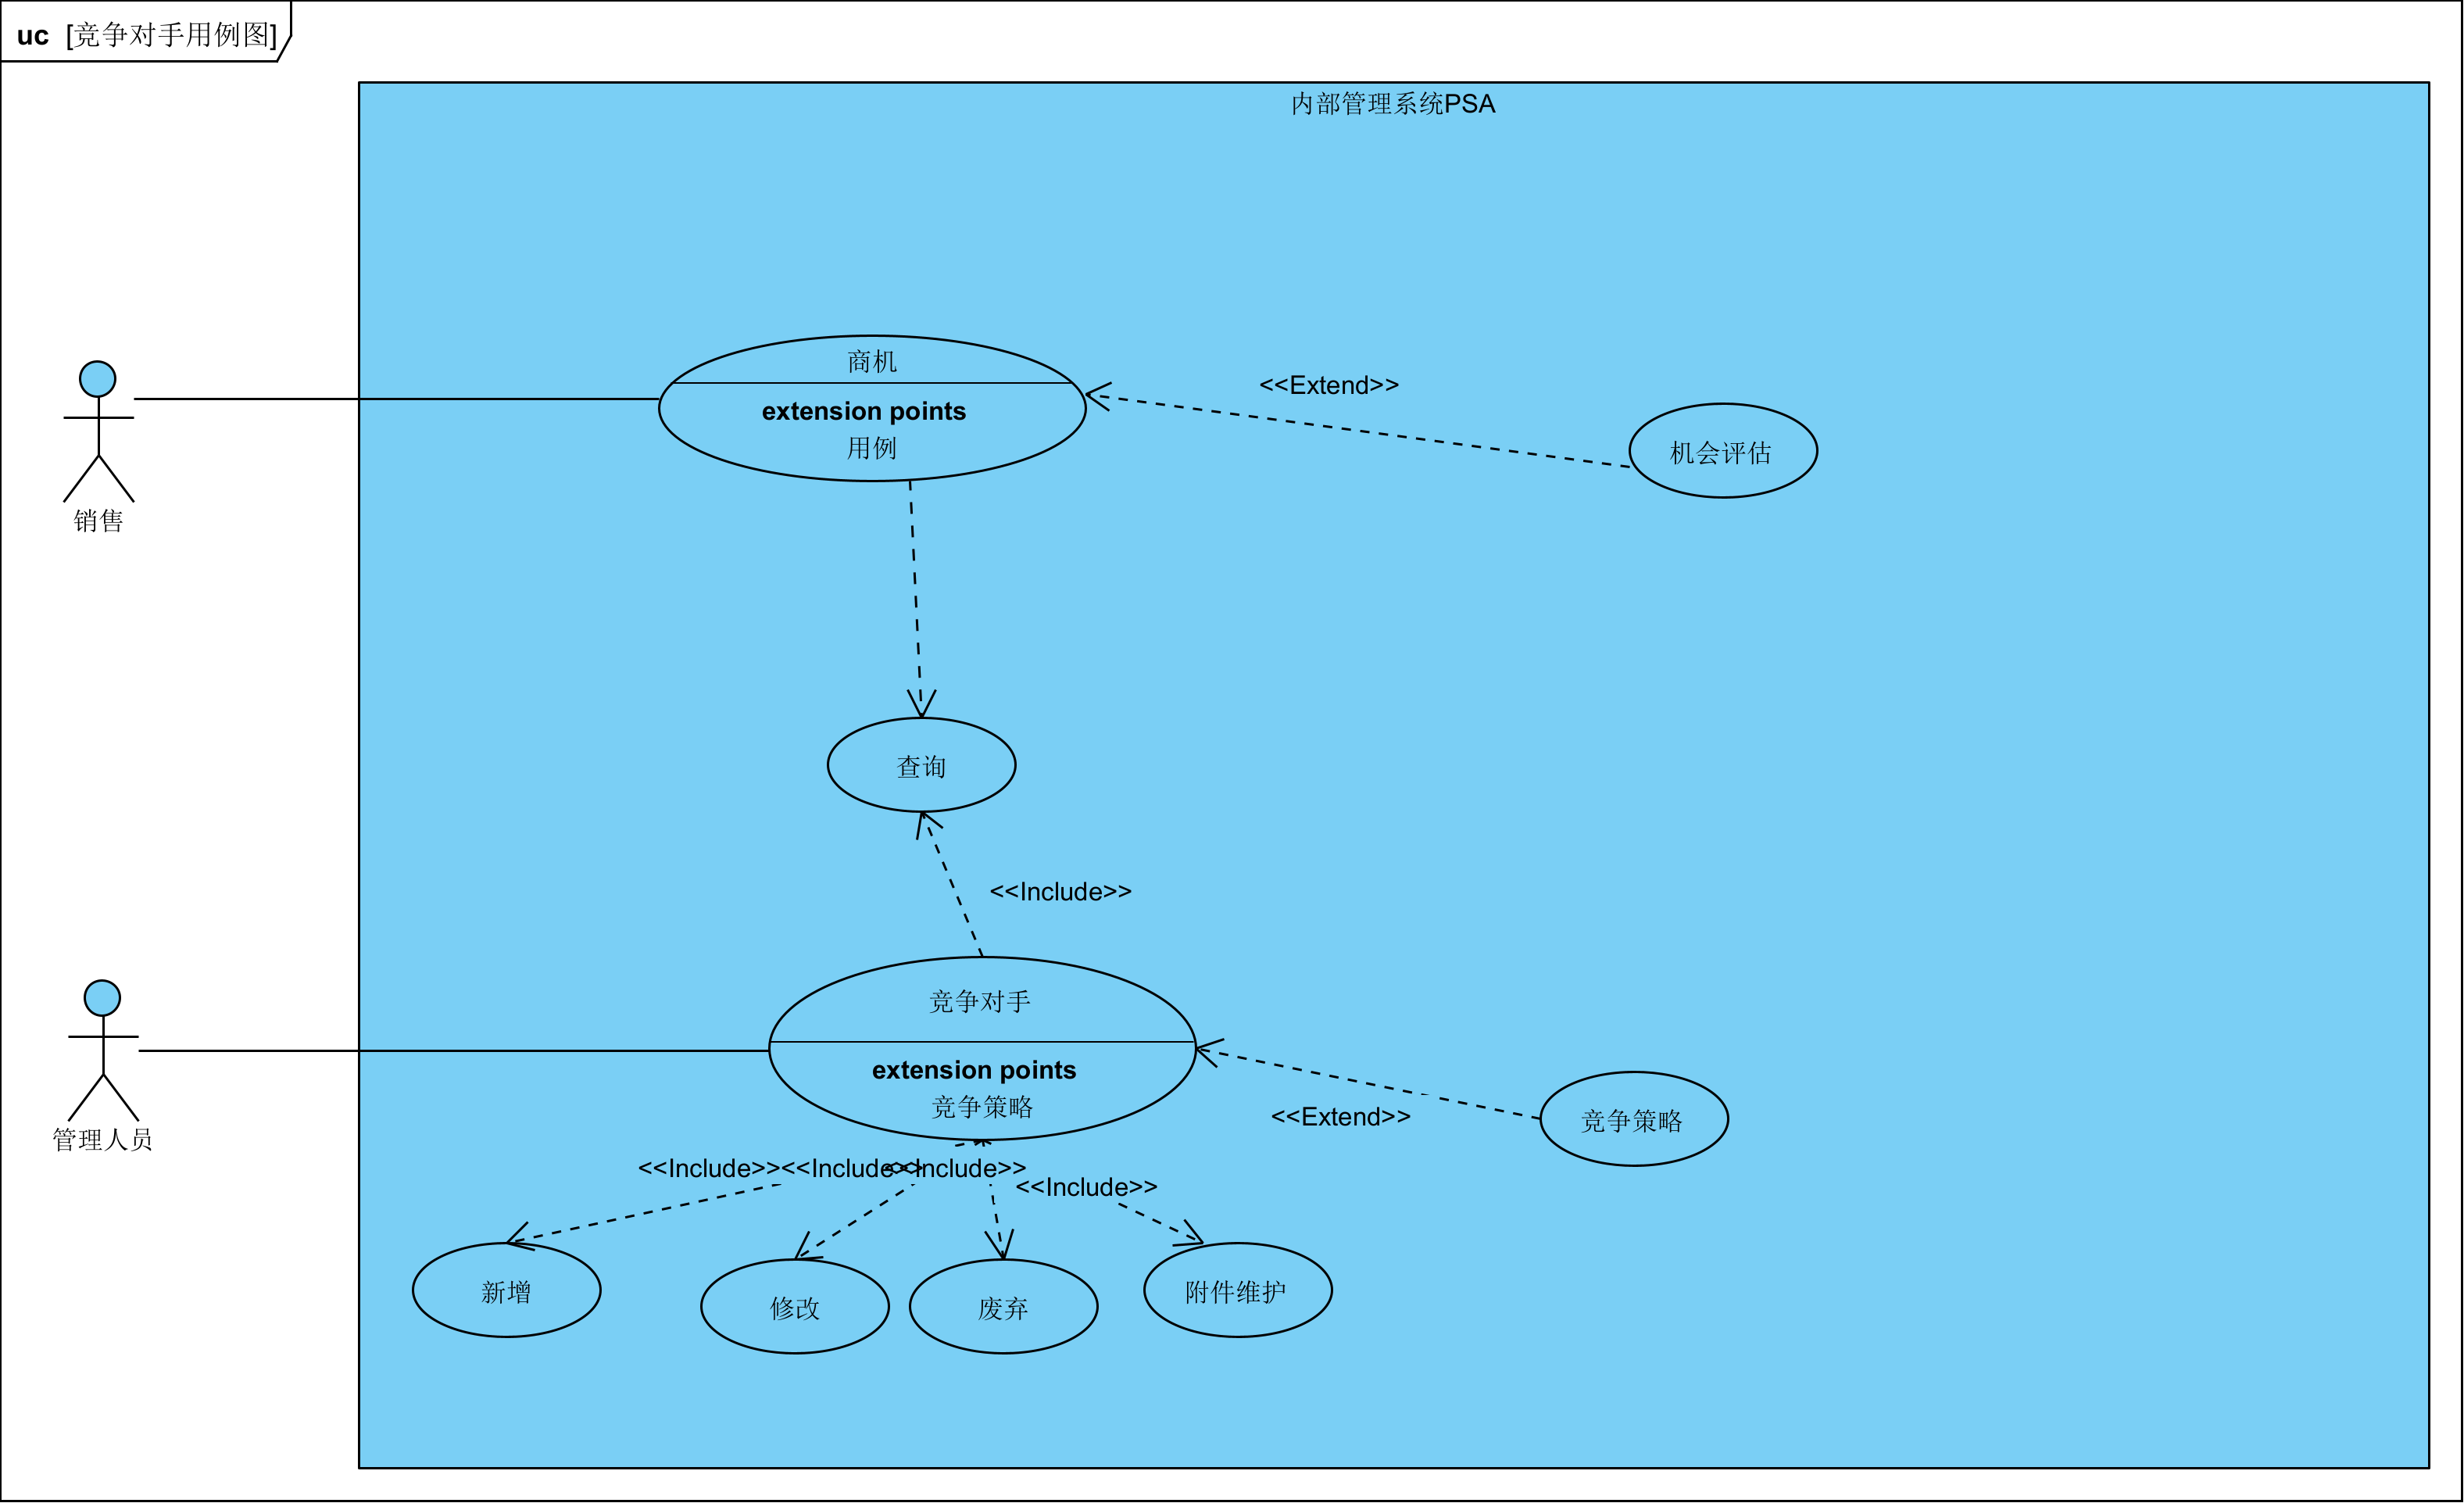 uc [竞争对手用例图]
内部管理系统PSA
商机
extension points
用例
<<Extend>>
机会评估
销售
查询
<<Include>>
竞争对手
extension points
竞争策略
<<Extend>>
竞争策略
管理人员
<<Include>>
<<Include>>
<<Include>>
<<Include>>
新增
修改
废弃
附件维护